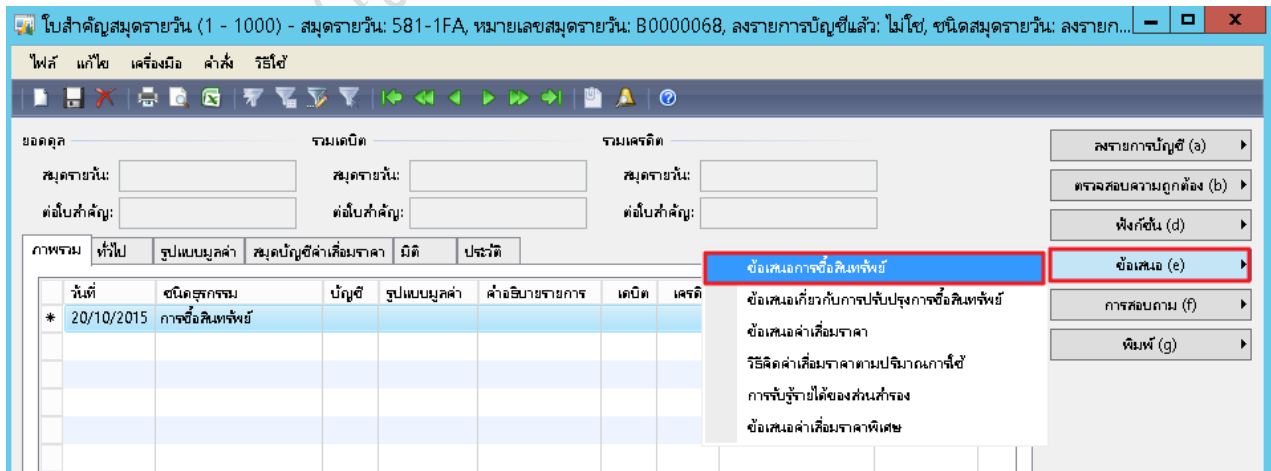 ใบสำคัญสมุดรายวัน (1 - 1000) - สมุดรายวัน: 581-1FA, หมายเลขสมุดรายวัน: B0000068, ลงรายการบัญชีแล้ว: ไม่ใช่, ชนิดสมุดรายวัน: ลงรายก...
ไฟล์ แก้ไข เครื่องมือ คำสั่ง วิธีใช้
ยอดดุล รวมเดบิต รวมเครดิต
สมุดรายวัน: สมุดรายวัน: สมุดรายวัน:
ต่อใบสำคัญ: ต่อใบสำคัญ: ต่อใบสำคัญ:
ภาพรวม ทั่วไป รูปแบบมูลค่า สมุดบัญชีค่าเสื่อมราคา มิติ ประวัติ
วันที่ ชนิดธุรกรรม บัญชี รูปแบบมูลค่า คำอธิบายรายการ เดบิต เครดิ
* 20/10/2015 การซื้อสินทรัพย์
ข้อเสนอการซื้อสินทรัพย์
ข้อเสนอเกี่ยวกับการปรับปรุงการซื้อสินทรัพย์
ข้อเสนอค่าเสื่อมราคา
วิธีคิดค่าเสื่อมราคาตามปริมาณการใช้
การรับรู้รายได้ของส่วนสำรอง
ข้อเสนอค่าเสื่อมราคาพิเศษ
ลงรายการบัญชี (a)
ตรวจสอบความถูกต้อง (b)
ฟังก์ชั่น (d)
ข้อเสนอ (e)
การสอบถาม (f)
พิมพ์ (g)